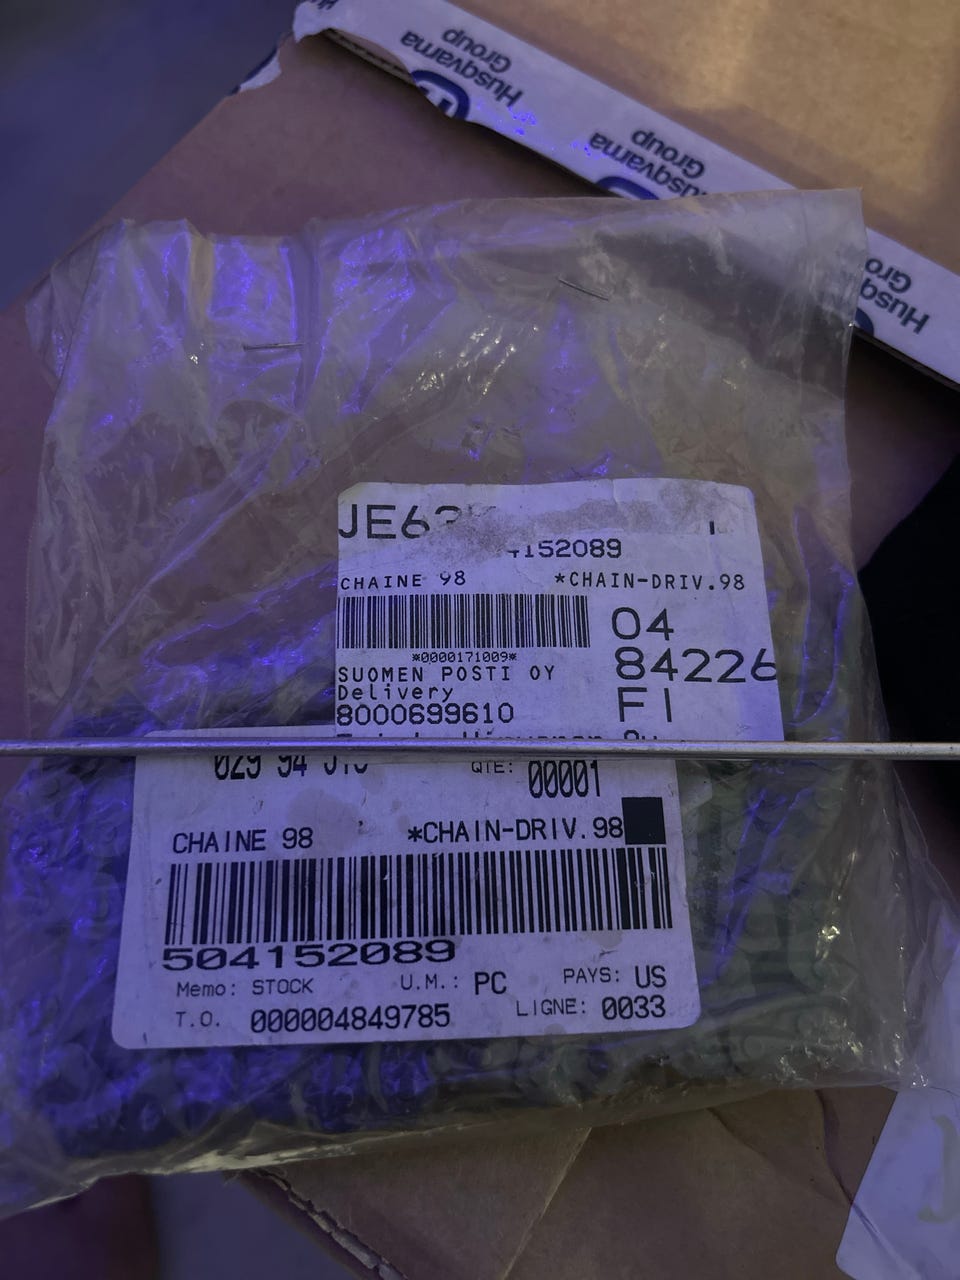 Husqvarna
Group
Husqvarna
Group
Husqvarna
Group
4152089
CHAINE 98 *CHAIN-DRIV.98
04
*0000171009*
84226
SUOMEN POSTI OY
Delivery
FI
8000699610
QTE: 00001
CHAINE 98 *CHAIN-DRIV.98
504152089
Memo: STOCK U.M.: PC PAYS: US
T.O. 000004849785 LIGNE: 0033